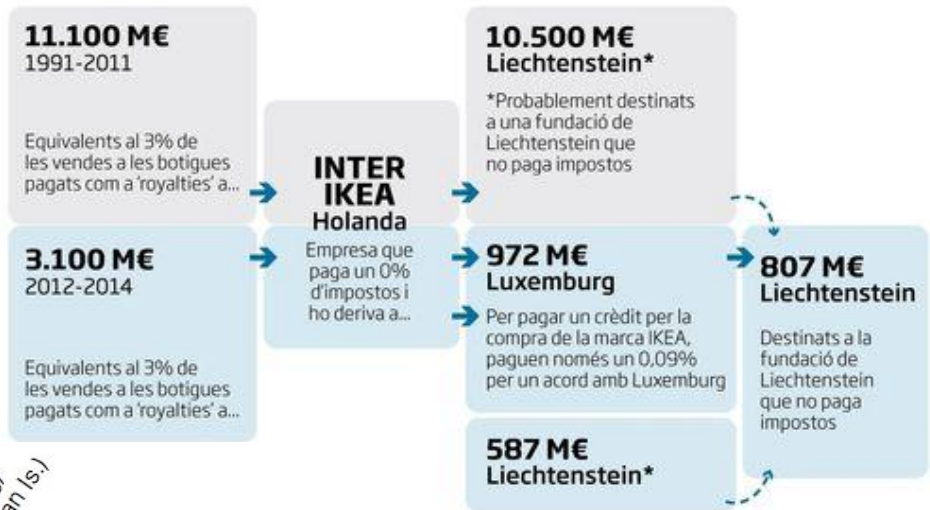 11.100 M€
1991-2011
Equivalents al 3% de
les vendes a les botigues
pagats com a 'royalties' a...
3.100 M€
2012-2014
Equivalents al 3% de
les vendes a les botigues
pagats com a 'royalties' a...
INTER
IKEA
Holanda
Empresa que
paga un 0%
d'impostos i
ho deriva a...
10.500 M€
Liechtenstein*
*Probablement destinats
a una fundació de
Liechtenstein que
no paga impostos
972 M€
Luxemburg
Per pagar un crèdit per la
compra de la marca IKEA,
paguen només un 0,09%
per un acord amb Luxemburg
587 M€
Liechtenstein*
807 M€
Liechtenstein
Destinats a la
fundació de
Liechtenstein
que no paga
impostos
Is.)